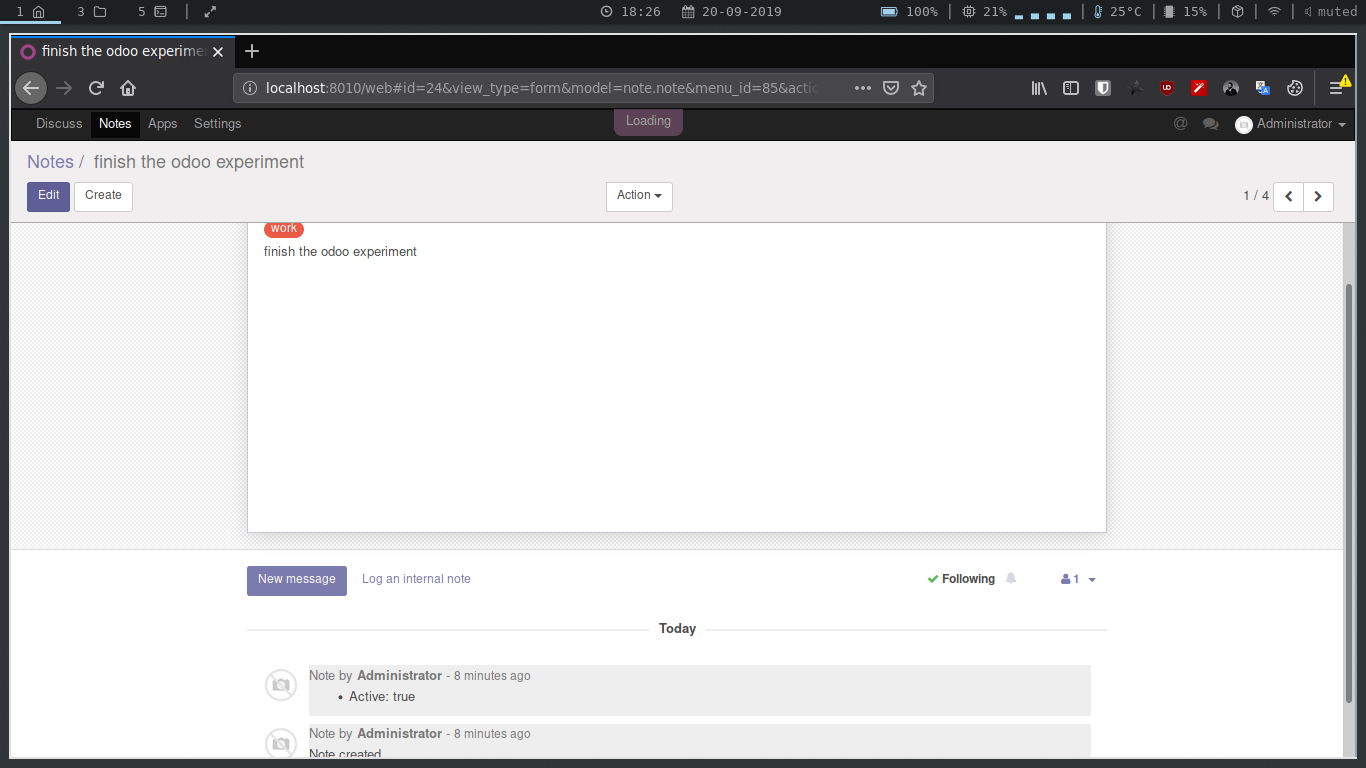 1 3 5 18:26 20-09-2019 100% 21% 25°C 15% muted
finish the odoo experime
localhost:8010/web#id=24&view_type=form&model=note.note&menu_id=85&acti
Discuss Notes Apps Settings Loading @ Administrator
Notes / finish the odoo experiment
Edit Create Action 1 / 4
work
finish the odoo experiment
New message Log an internal note Following 1
Today
Note by Administrator - 8 minutes ago
• Active: true
Note by Administrator - 8 minutes ago
Note created